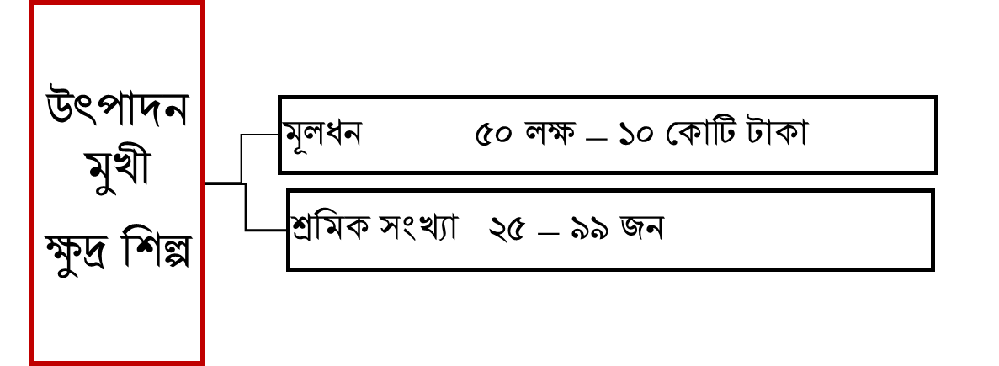 উৎপাদন
মুখী
ক্ষুদ্র শিল্প
মূলধন ৫০ লক্ষ – ১০ কোটি টাকা
শ্রমিক সংখ্যা ২৫ – ৯৯ জন